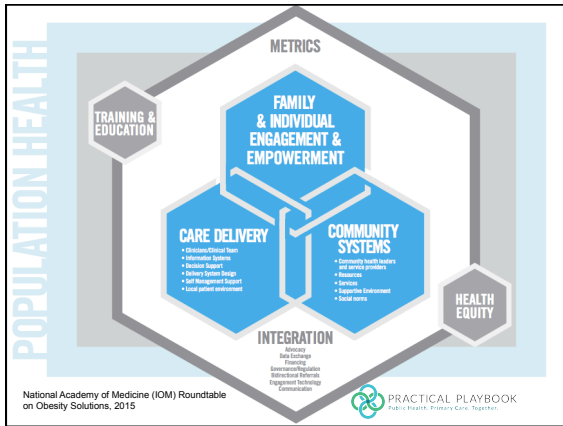 POPULATION HEALTH
METRICS
TRAINING &
EDUCATION
FAMILY
& INDIVIDUAL
ENGAGEMENT &
EMPOWERMENT
CARE DELIVERY
• Clinicians/Clinical Team
• Information Systems
• Decision Support
• Delivery System Design
• Self Management Support
• Local patient environment
COMMUNITY
SYSTEMS
• Community health leaders
and service providers
• Resources
• Services
• Supportive Environment
• Social norms
HEALTH
EQUITY
INTEGRATION
Advocacy
Data Exchange
Financing
Governance/Regulation
Bidirectional Referrals
Engagement Technology
Communication
National Academy of Medicine (IOM) Roundtable
on Obesity Solutions, 2015
PRACTICAL PLAYBOOK
Public Health. Primary Care. Together.